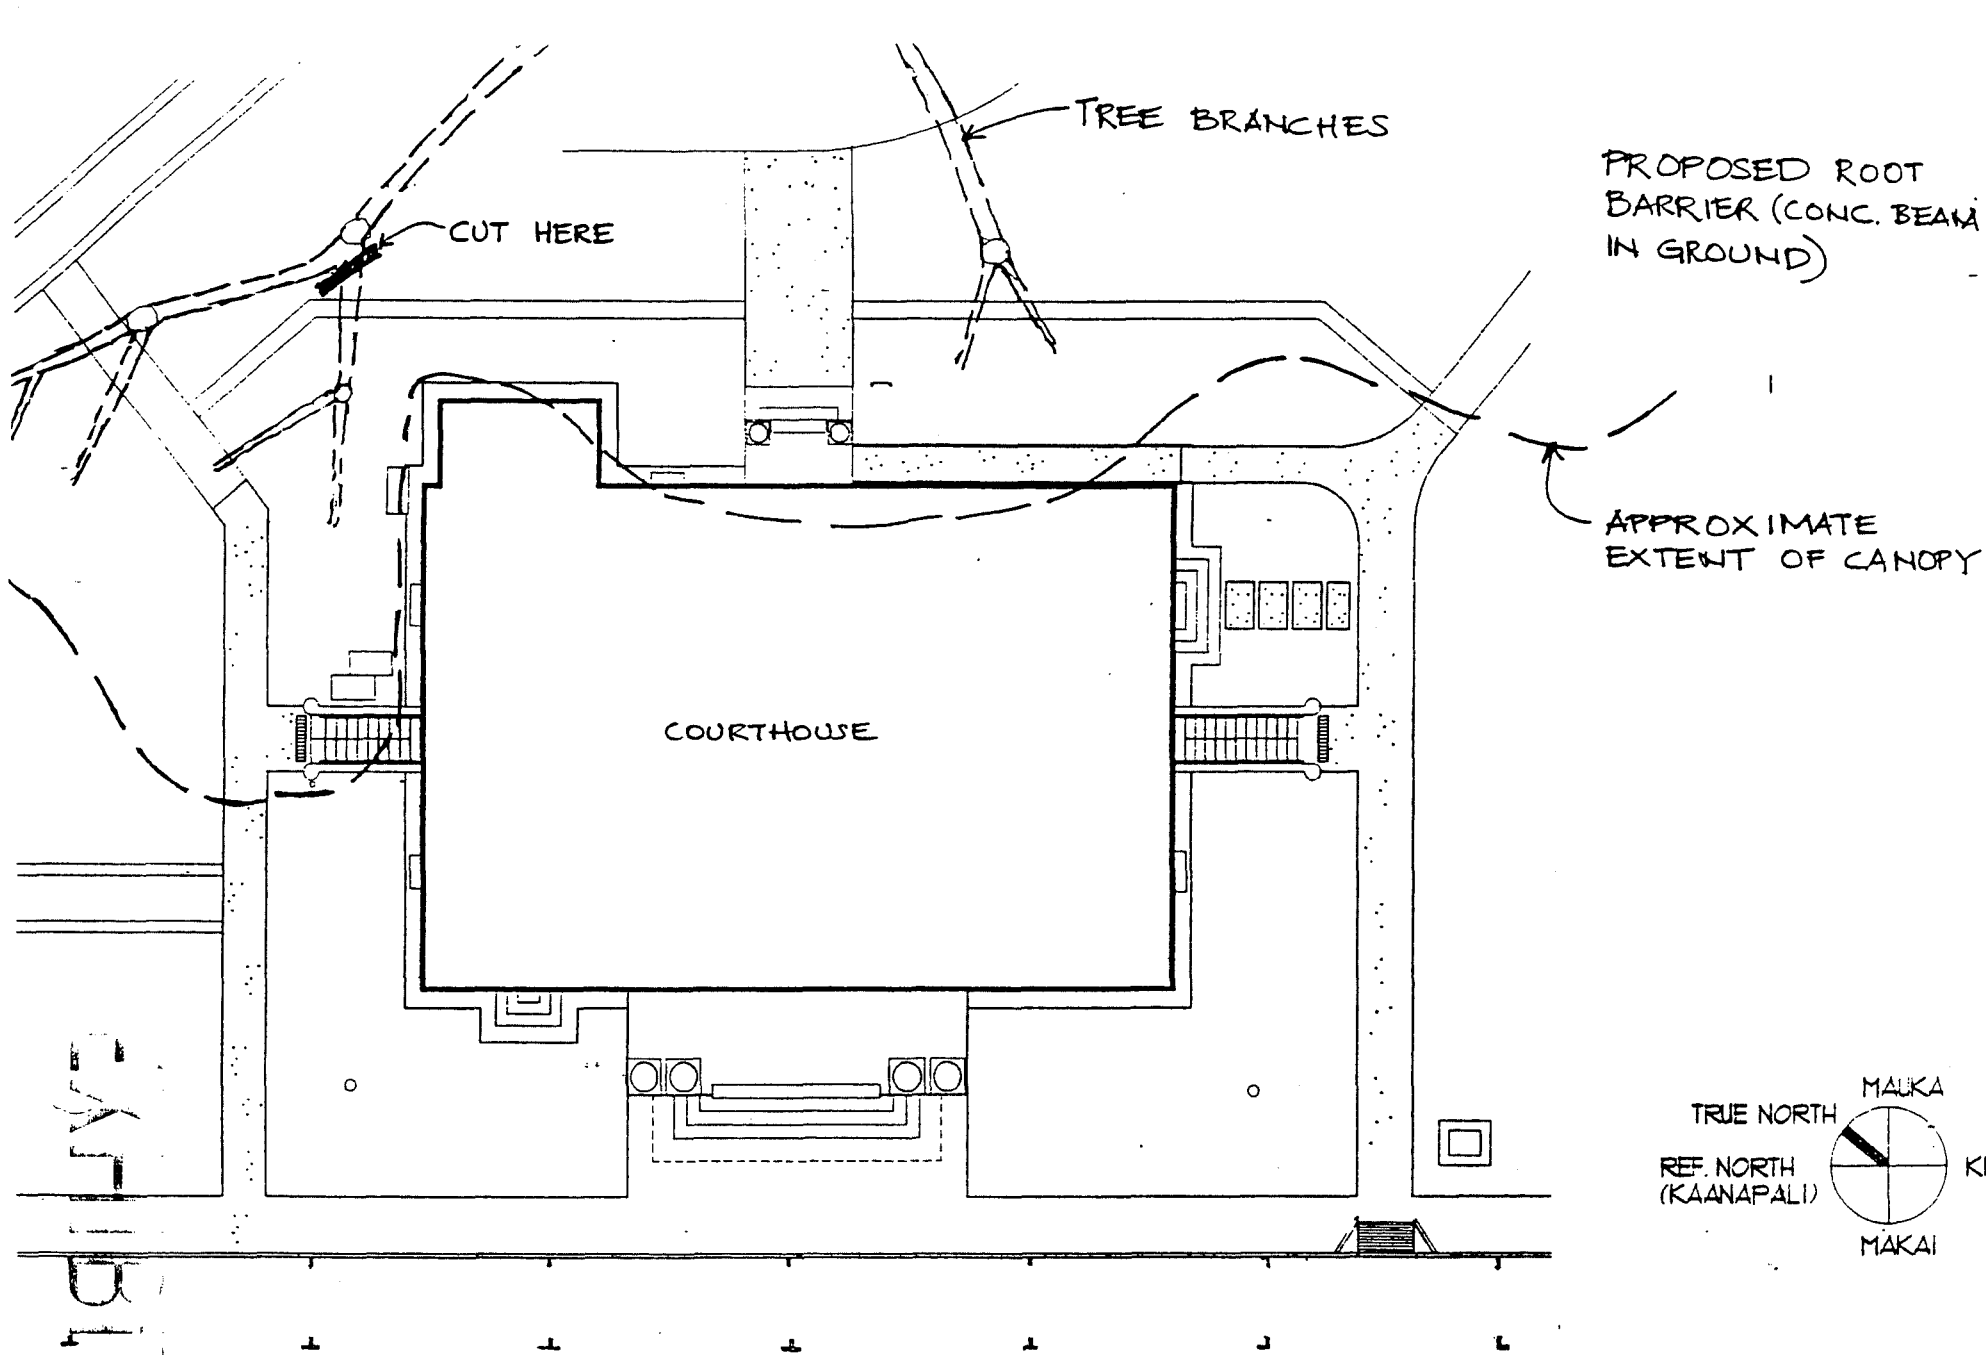 TREE BRANCHES
PROPOSED ROOT
BARRIER (CONC. BEAM
IN GROUND)
CUT HERE
APPROXIMATE
EXTENT OF CANOPY
COURTHOUSE
MAUKA
TRUE NORTH
REF. NORTH
(KAANAPALI)
MAKAI